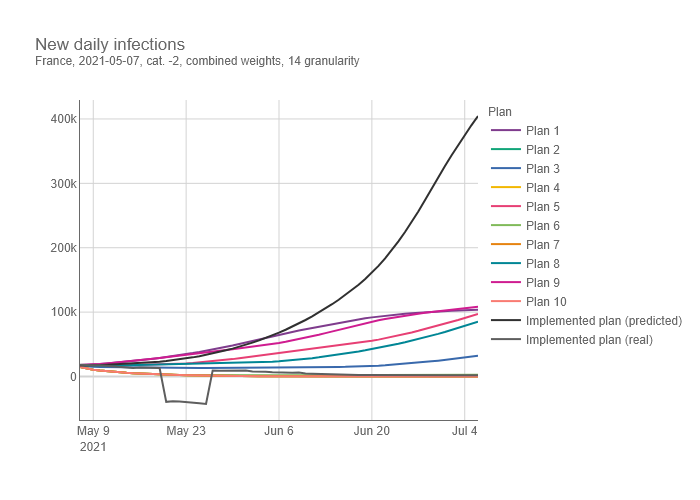 New daily infections
France, 2021-05-07, cat. -2, combined weights, 14 granularity
400k
300k
200k
100k
0
May 9
2021
May 23
Jun 6
Jun 20
Jul 4
Plan
Plan 1
Plan 2
Plan 3
Plan 4
Plan 5
Plan 6
Plan 7
Plan 8
Plan 9
Plan 10
Implemented plan (predicted)
Implemented plan (real)